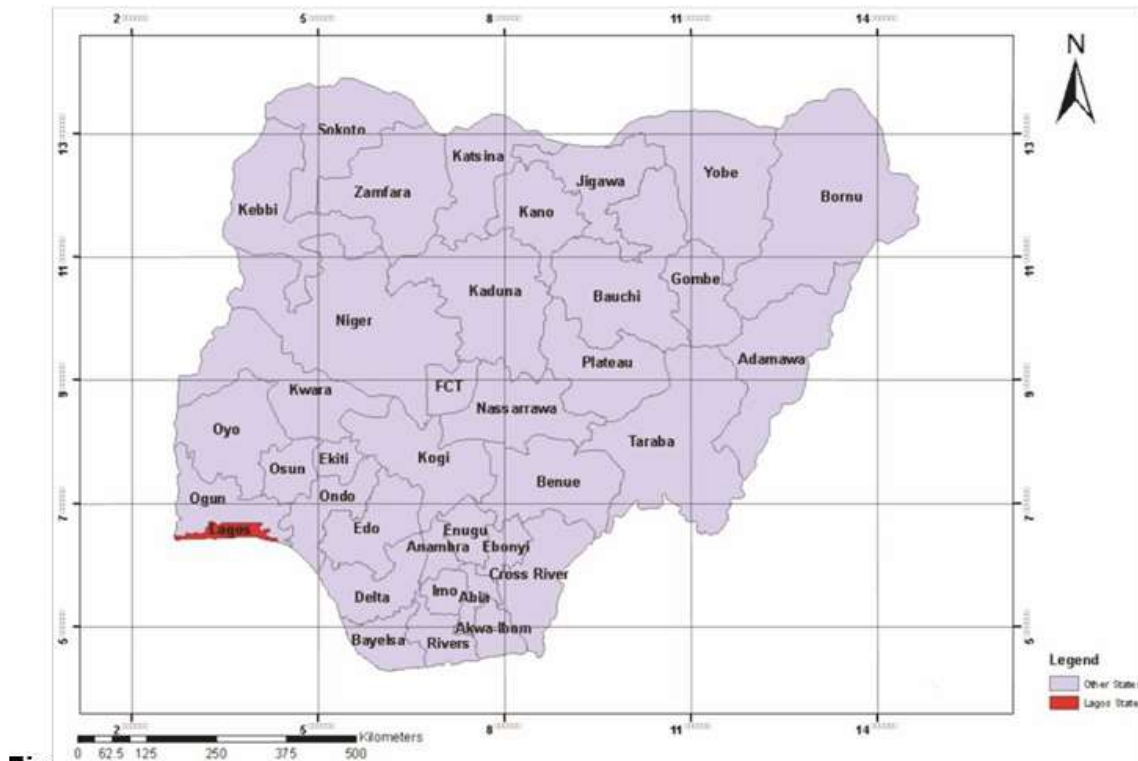 2 5 8 11 14
N
13 Sokoto 13
Katsina
Jigawa Yobe
Zamfara
Kebbi Kano Bornu
11 Gombe 11
Kaduna Bauchi
Niger
Plateau Adamawa
9 FCT 9
Kwara
Nassarrawa
Oyo Taraba
Osun Ekiti Kogi
Benue
7 Ogun Ondo 7
Lagos Edo Enugu
Anambra Ebonyi
Cross River
Delta Imo Abia
5 Akwa-Ibom 5
Bayelsa Rivers
Legend
Other State
Lagos State
2 5 8 11 14
Kilometers
0 62.5 125 250 375 500